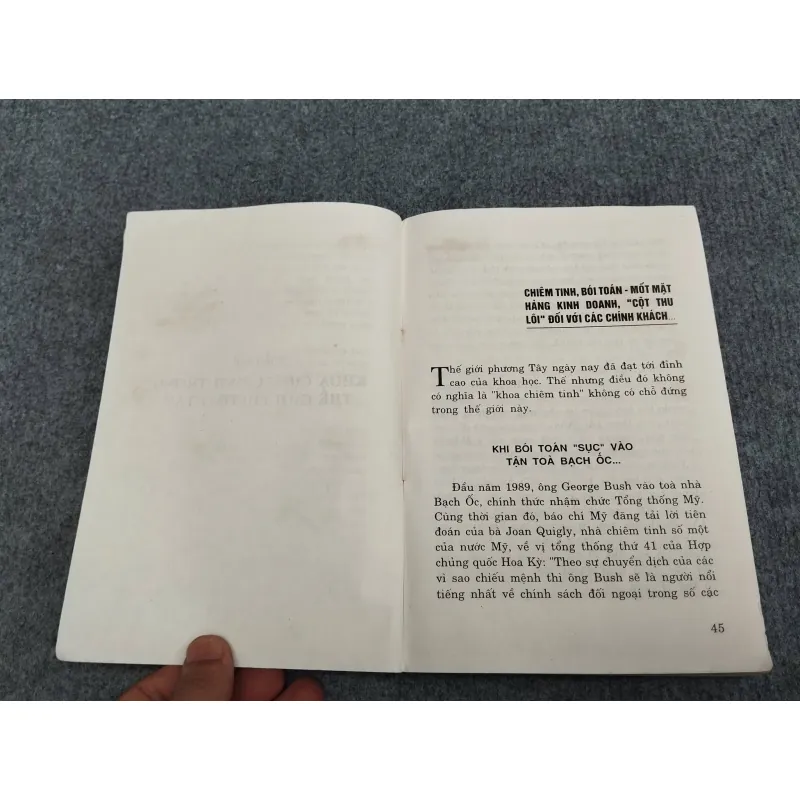 CHIÊM TINH, BÓI TOÁN - MỐT MẶT
HÀNG KINH DOANH, "CỘT THU
LÔI" ĐỐI VỚI CÁC CHÍNH KHÁCH...
Thế giới phương Tây ngày nay đã đạt tới đỉnh
cao của khoa học. Thế nhưng điều đó không
có nghĩa là "khoa chiêm tinh" không có chỗ đứng
trong thế giới này.
KHI BÓI TOÁN "SỤC" VÀO
TẬN TOÀ BẠCH ỐC...
Đầu năm 1989, ông George Bush vào toà nhà
Bạch Ốc, chính thức nhậm chức Tổng thống Mỹ.
Cùng thời gian đó, báo chí Mỹ đăng tải lời tiên
đoán của bà Joan Quigly, nhà chiêm tinh số một
của nước Mỹ, về vị tổng thống thứ 41 của Hợp
chủng quốc Hoa Kỳ: "Theo sự chuyển dịch của các
vì sao chiếu mệnh thì ông Bush sẽ là người nổi
tiếng nhất về chính sách đối ngoại trong số các
45